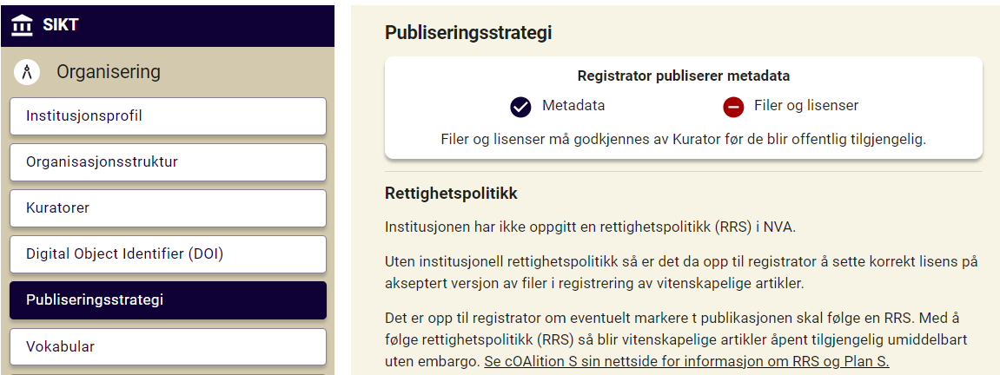 SIKT
Organisering
Institusjonsprofil
Organisasjonsstruktur
Kuratorer
Digital Object Identifier (DOI)
Publiseringsstrategi
Vokabular
Publiseringsstrategi
Registrator publiserer metadata
Metadata
Filer og lisenser
Filer og lisenser må godkjennes av Kurator før de blir offentlig tilgjengelig.
Rettighetspolitikk
Institusjonen har ikke oppgitt en rettighetspolitikk (RRS) i NVA.
Uten institusjonell rettighetspolitikk så er det da opp til registrator å sette korrekt lisens på
akseptert versjon av filer i registrering av vitenskapelige artikler.
Det er opp til registrator om eventuelt markere t publikasjonen skal følge en RRS. Med å
følge rettighetspolitikk (RRS) så blir vitenskapelige artikler åpent tilgjengelig umiddelbart
uten embargo. Se cOAlition S sin nettside for informasjon om RRS og Plan S.